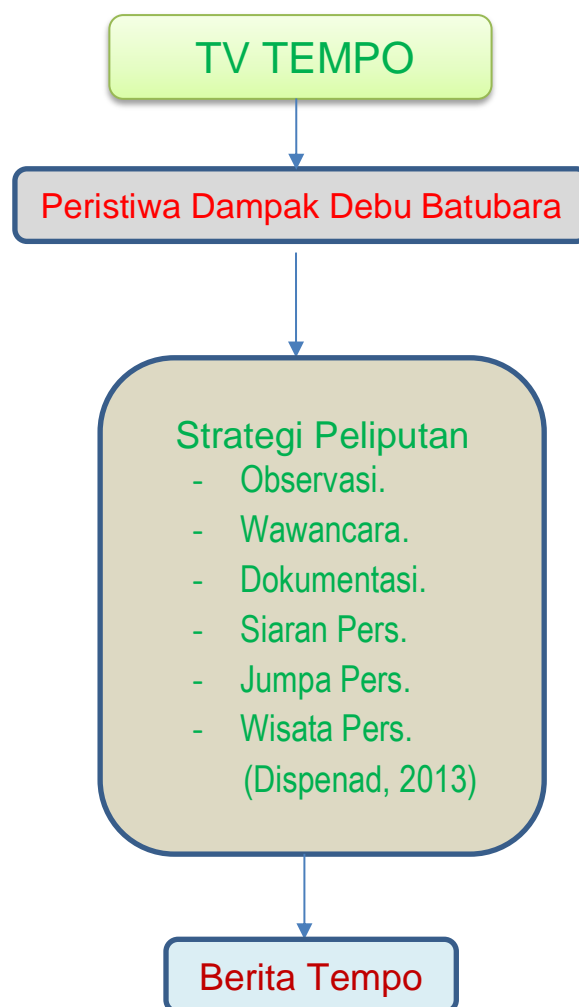 TV TEMPO
Peristiwa Dampak Debu Batubara
Strategi Peliputan
- Observasi.
- Wawancara.
- Dokumentasi.
- Siaran Pers.
- Jumpa Pers.
- Wisata Pers.
(Dispenad, 2013)
Berita Tempo